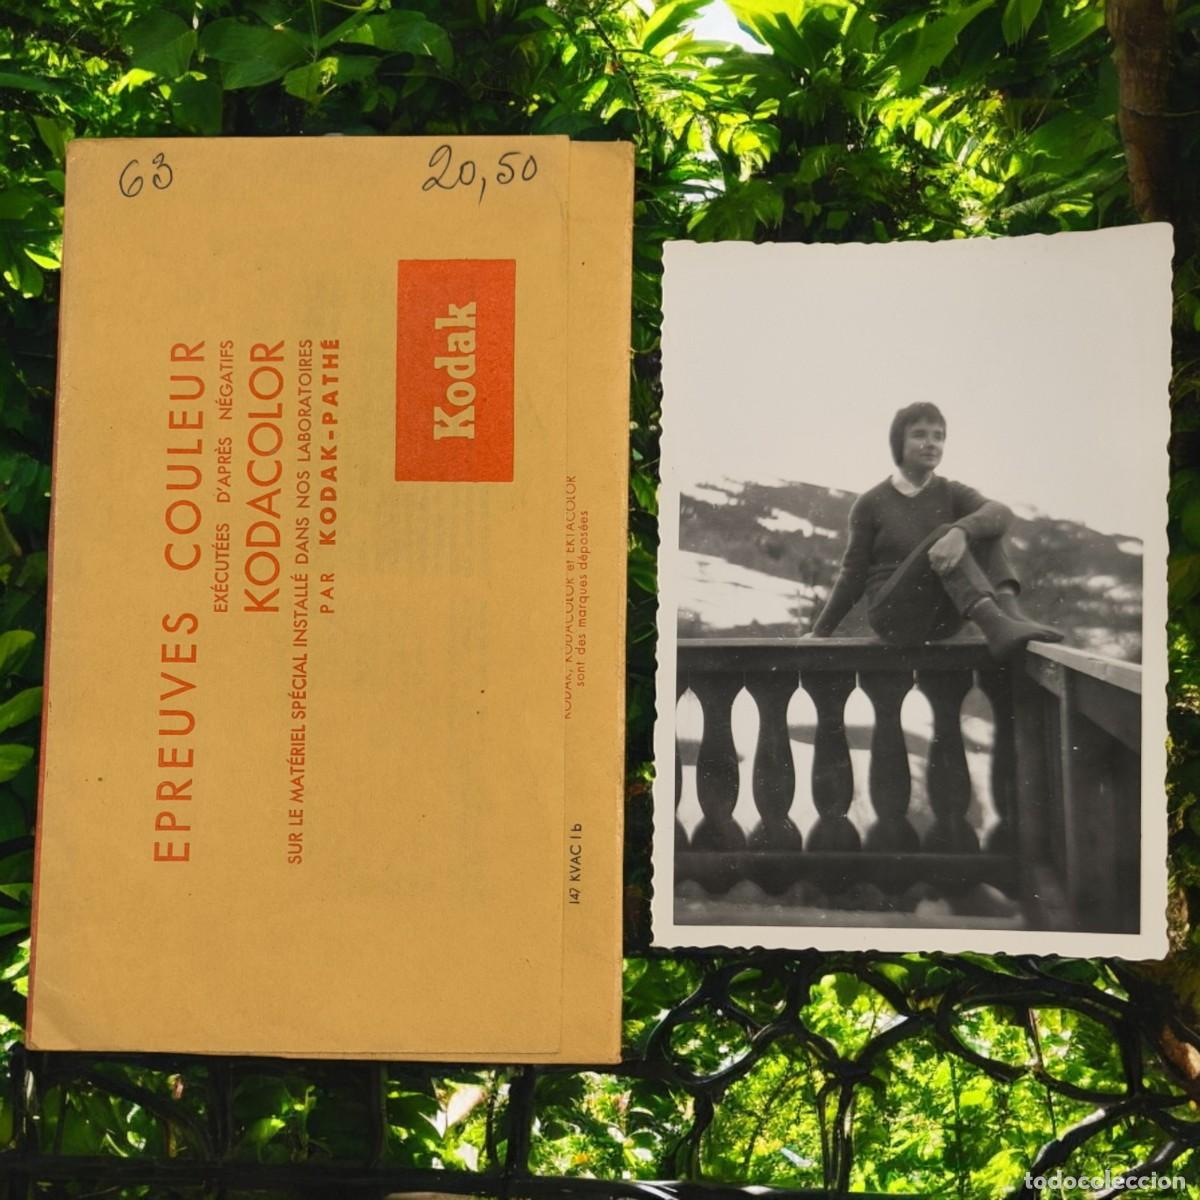 63
20,50
EPREUVES COULEUR
EXÉCUTÉES D'APRÈS NÉGATIFS
KODACOLOR
SUR LE MATÉRIEL SPÉCIAL INSTALLÉ DANS NOS LABORATOIRES
PAR KODAK-PATHÉ
Kodak
KODAK, KODACOLOR et EKTACOLOR
sont des marques déposées
147 KVAC 1 b
todocoleccion